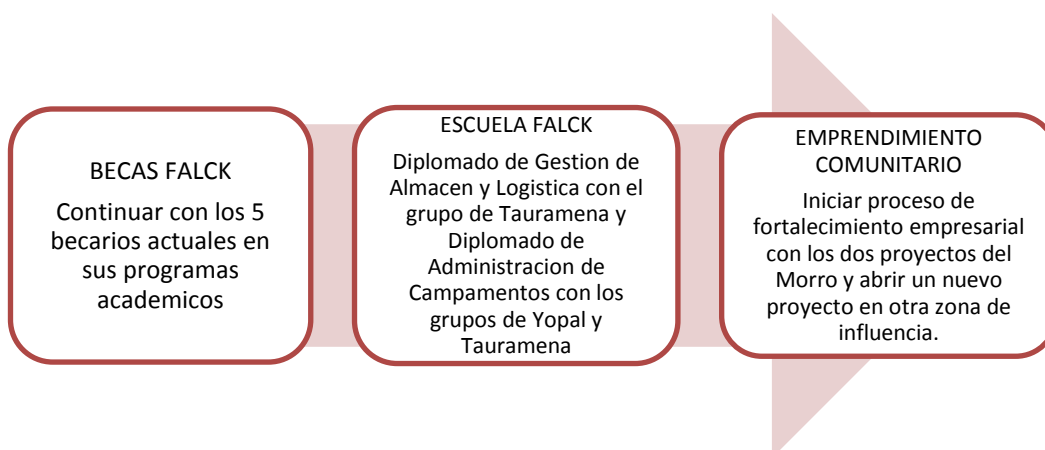 BECAS FALCK
Continuar con los 5
becarios actuales en
sus programas
academicos
ESCUELA FALCK
Diplomado de Gestion de
Almacen y Logistica con el
grupo de Tauramena y
Diplomado de
Administracion de
Campamentos con los
grupos de Yopal y
Tauramena
EMPRENDIMIENTO
COMUNITARIO
Iniciar proceso de
fortalecimiento empresarial
con los dos proyectos del
Morro y abrir un nuevo
proyecto en otra zona de
influencia.